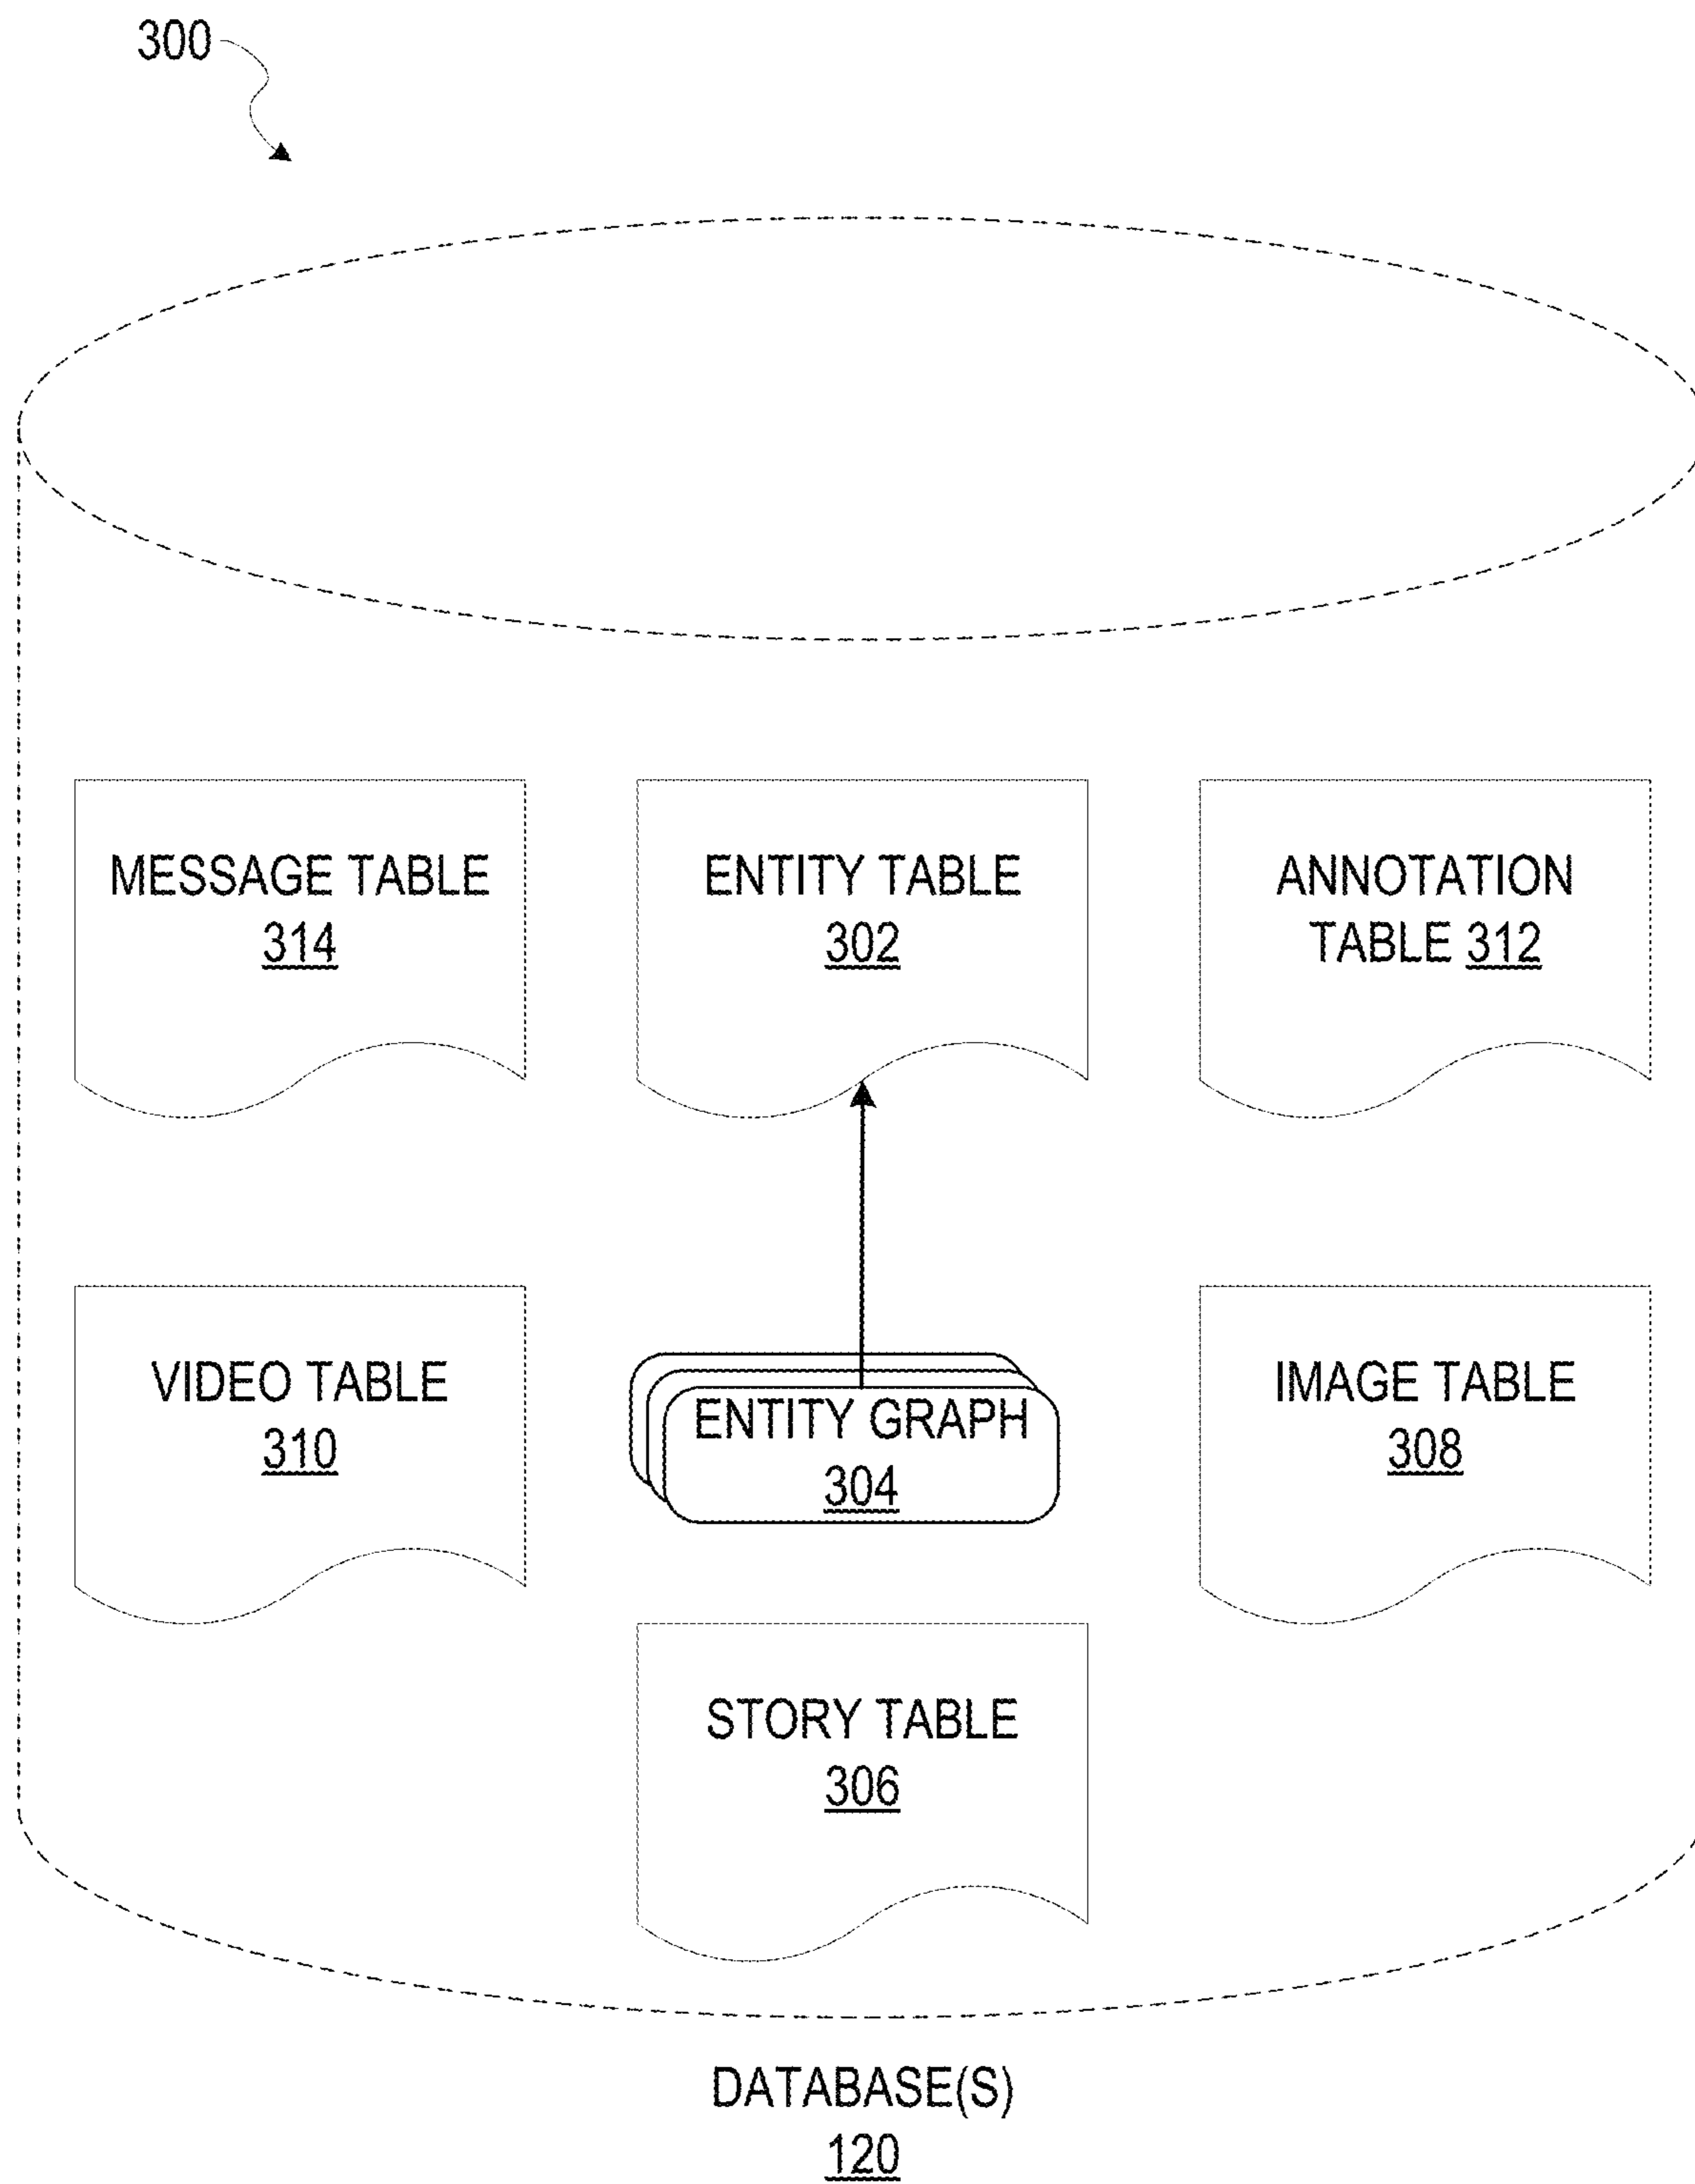 300
MESSAGE TABLE
314
ENTITY TABLE
302
ANNOTATION
TABLE 312
VIDEO TABLE
310
ENTITY GRAPH
304
IMAGE TABLE
308
STORY TABLE
306
DATABASE(S)
120